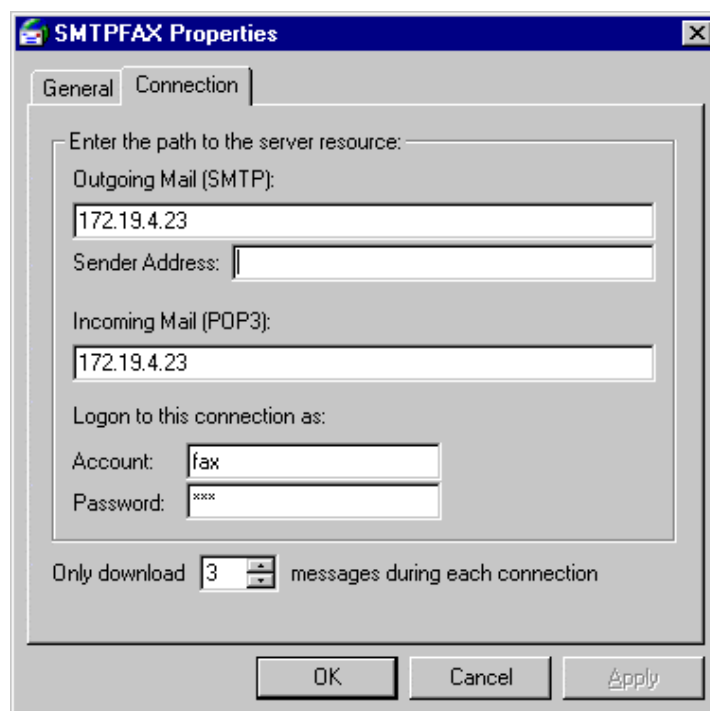 SMTPFAX Properties
General Connection
Enter the path to the server resource:
Outgoing Mail (SMTP):
172.19.4.23
Sender Address:
Incoming Mail (POP3):
172.19.4.23
Logon to this connection as:
Account: fax
Password: ***
Only download 3 messages during each connection
OK Cancel Apply